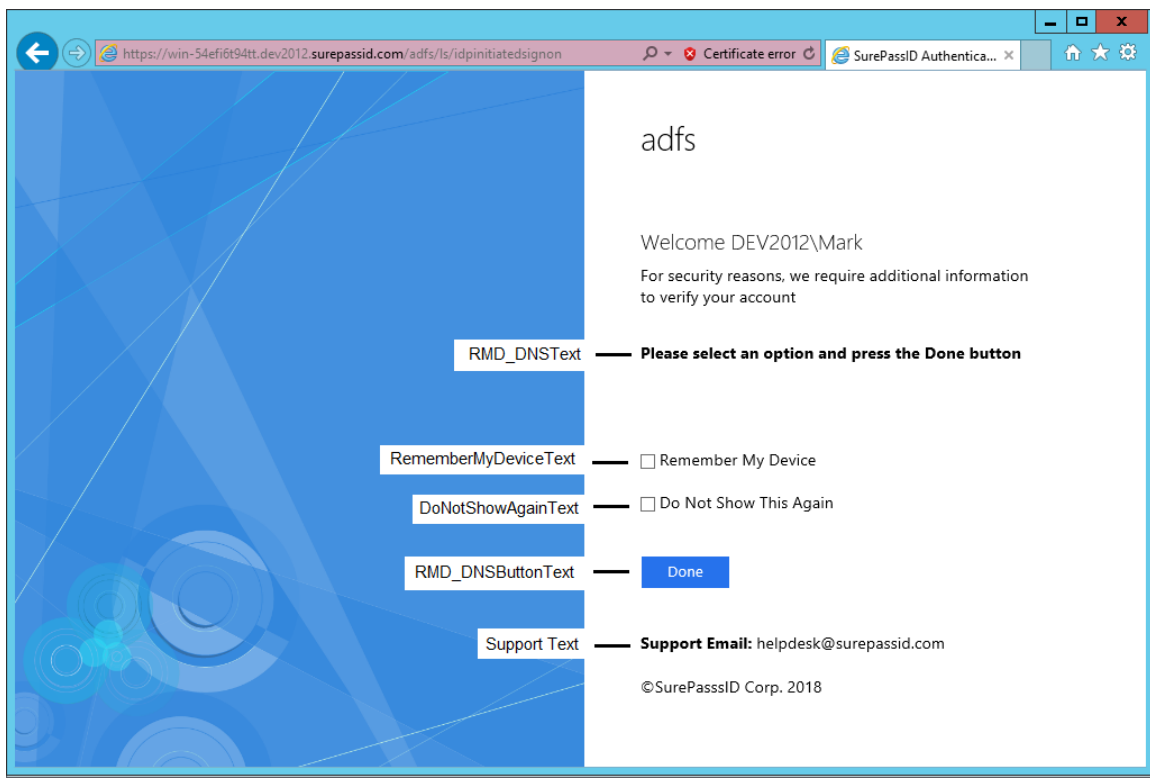 https://win-54efi6t94tt.dev2012.surepassid.com/adfs/ls/idpinitiatedsignon
Certificate error
SurePassID Authentica...
adfs
Welcome DEV2012\Mark
For security reasons, we require additional information
to verify your account
RMD_DNSText
Please select an option and press the Done button
RememberMyDeviceText
Remember My Device
DoNotShowAgainText
Do Not Show This Again
RMD_DNSButtonText
Done
Support Text
Support Email: helpdesk@surepassid.com
©SurePasssID Corp. 2018